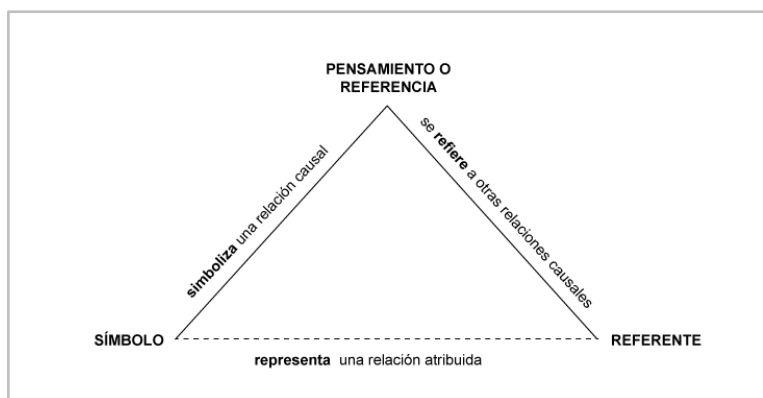 PENSAMIENTO O
REFERENCIA
simboliza una relación causal
se refiere a otras relaciones causales
SÍMBOLO
REFERENTE
representa una relación atribuida